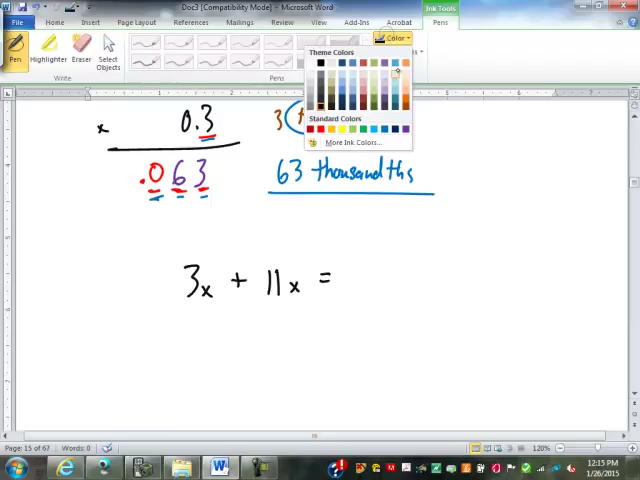 Doc3 [Compatibility Mode] - Microsoft Word
Ink Tools
File Home Insert Page Layout References Mailings Review View Add-Ins Acrobat Pens
Pen Highlighter Eraser Select Objects
Color
Write
Pens
Theme Colors
Standard Colors
More Ink Colors...
x 0.3 3
.063 63 thousandths
3x + 11x =
Page: 15 of 67 Words: 0 120%
12:15 PM
1/26/2015